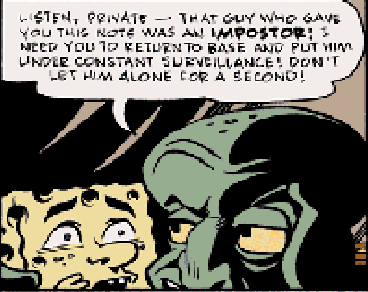 LISTEN, PRIVATE — THAT GUY WHO GAVE
YOU THIS NOTE WAS AN IMPOSTOR! I
NEED YOU TO RETURN TO BASE AND PUT HIM
UNDER CONSTANT SURVEILLANCE! DON'T
LET HIM ALONE FOR A SECOND!